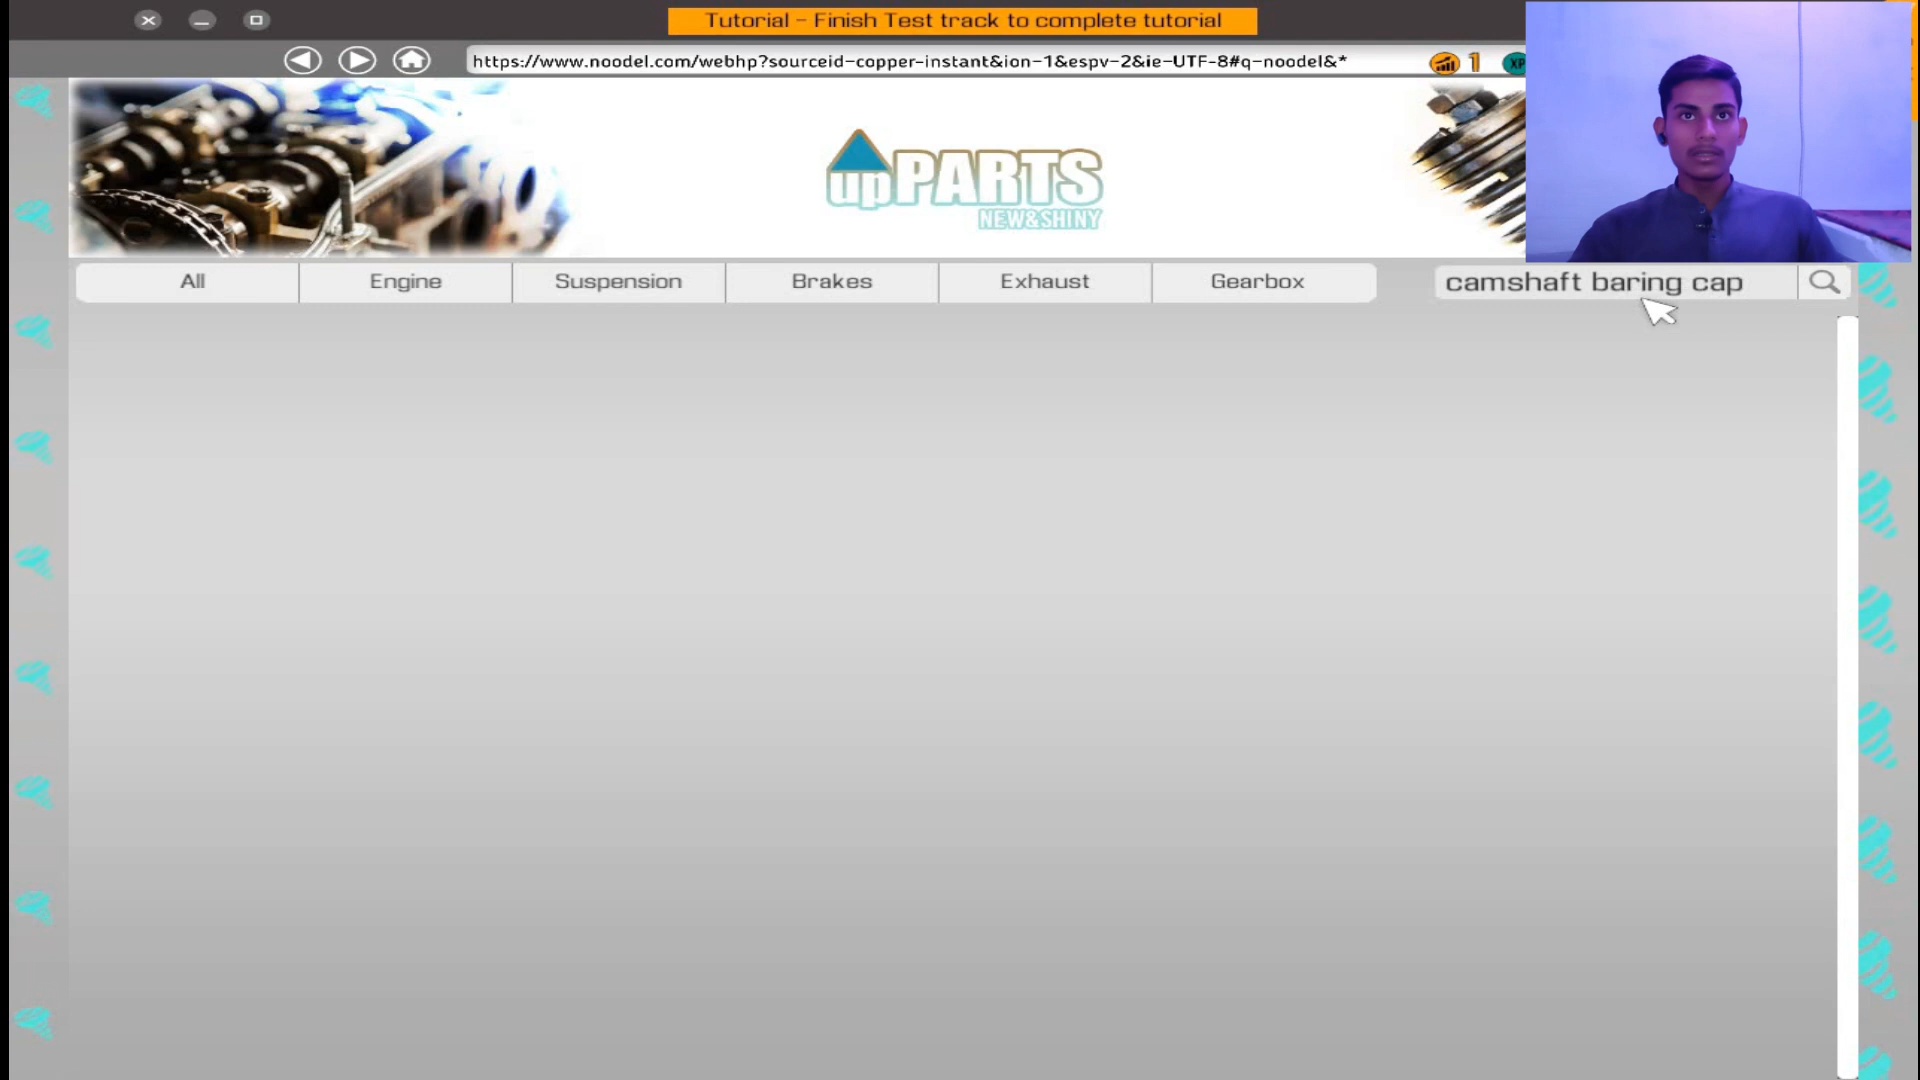 Tutorial - Finish Test track to complete tutorial
https://www.noodel.com/webhp?sourceid-copper-instant&ion-1&espv-2&ie-UTF-8#q-noodel&*
1
XP
upPARTS
NEW&SHINY
All
Engine
Suspension
Brakes
Exhaust
Gearbox
camshaft baring cap